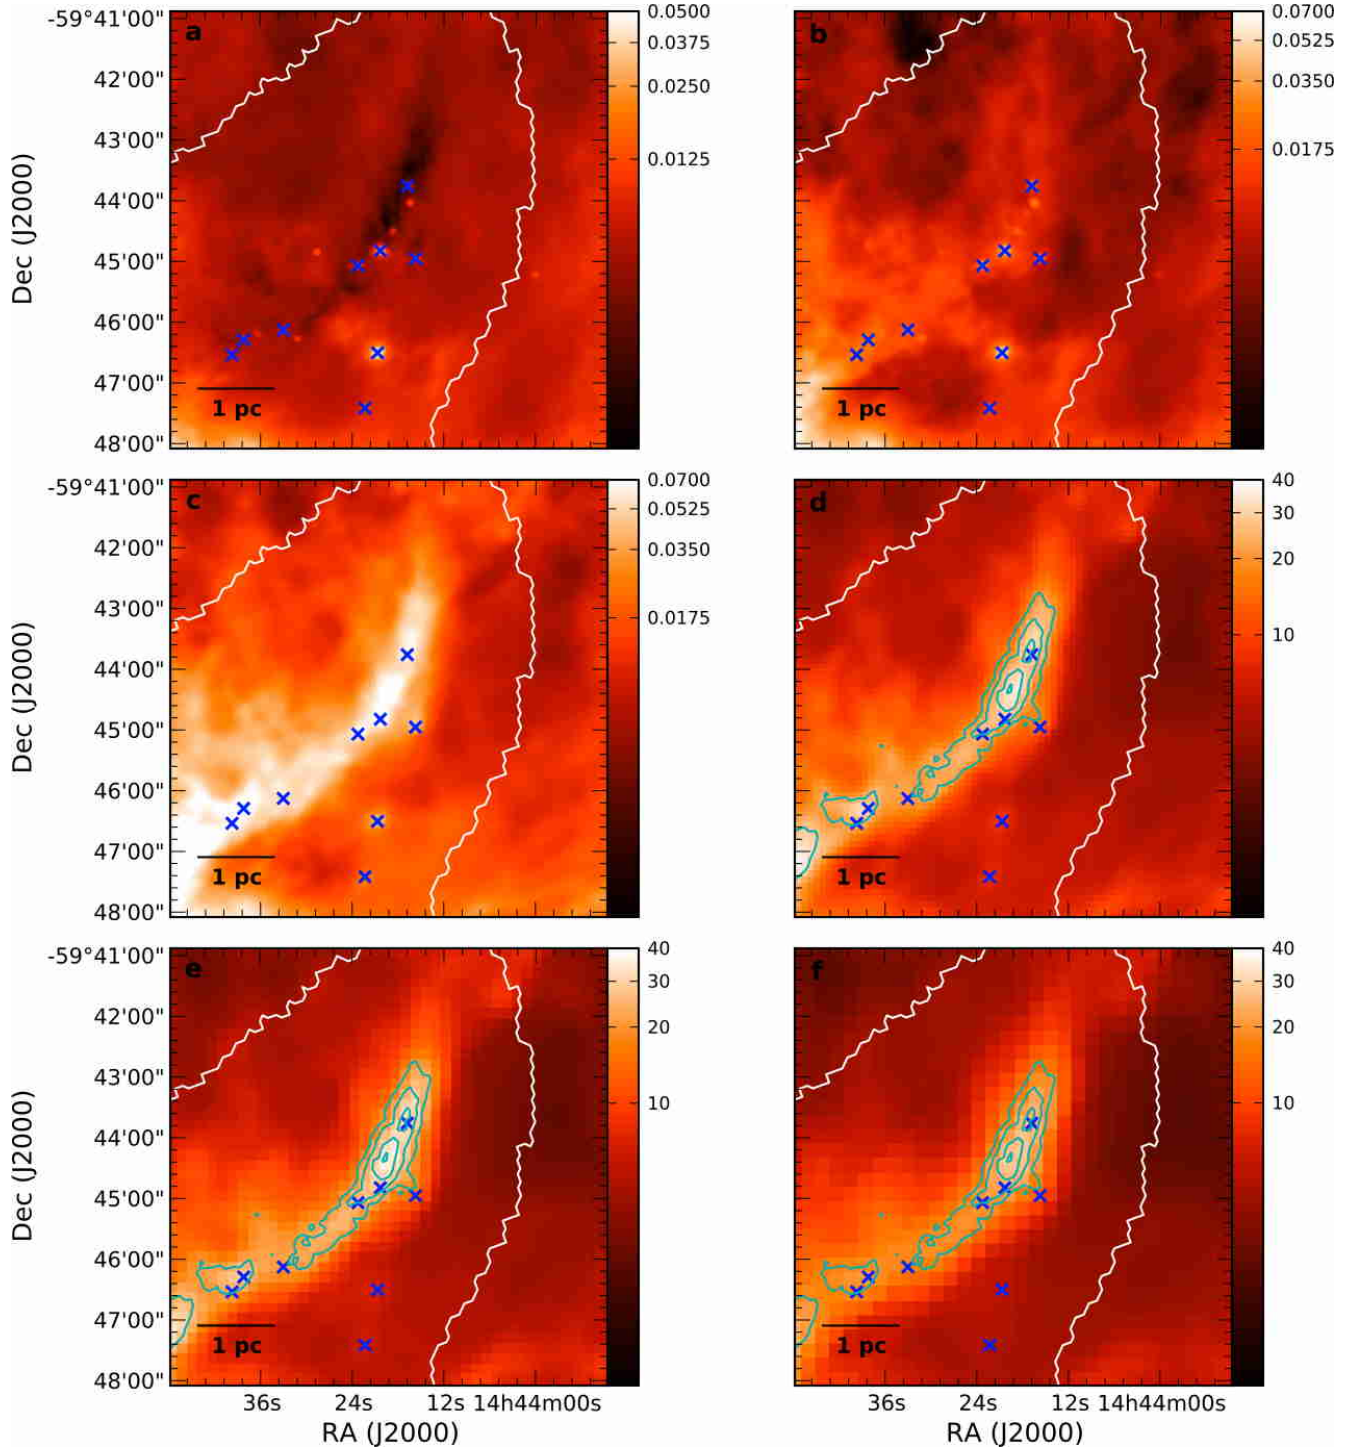 -59°41'00"
42'00"
43'00"
44'00"
45'00"
46'00"
47'00"
48'00"
Dec (J2000)
a
1 pc
0.0500
0.0375
0.0250
0.0125
b
1 pc
0.0700
0.0525
0.0350
0.0175
-59°41'00"
42'00"
43'00"
44'00"
45'00"
46'00"
47'00"
48'00"
Dec (J2000)
c
1 pc
0.0700
0.0525
0.0350
0.0175
d
1 pc
40
30
20
10
-59°41'00"
42'00"
43'00"
44'00"
45'00"
46'00"
47'00"
48'00"
Dec (J2000)
e
1 pc
40
30
20
10
36s 24s 12s 14h44m00s
RA (J2000)
f
1 pc
40
30
20
10
36s 24s 12s 14h44m00s
RA (J2000)